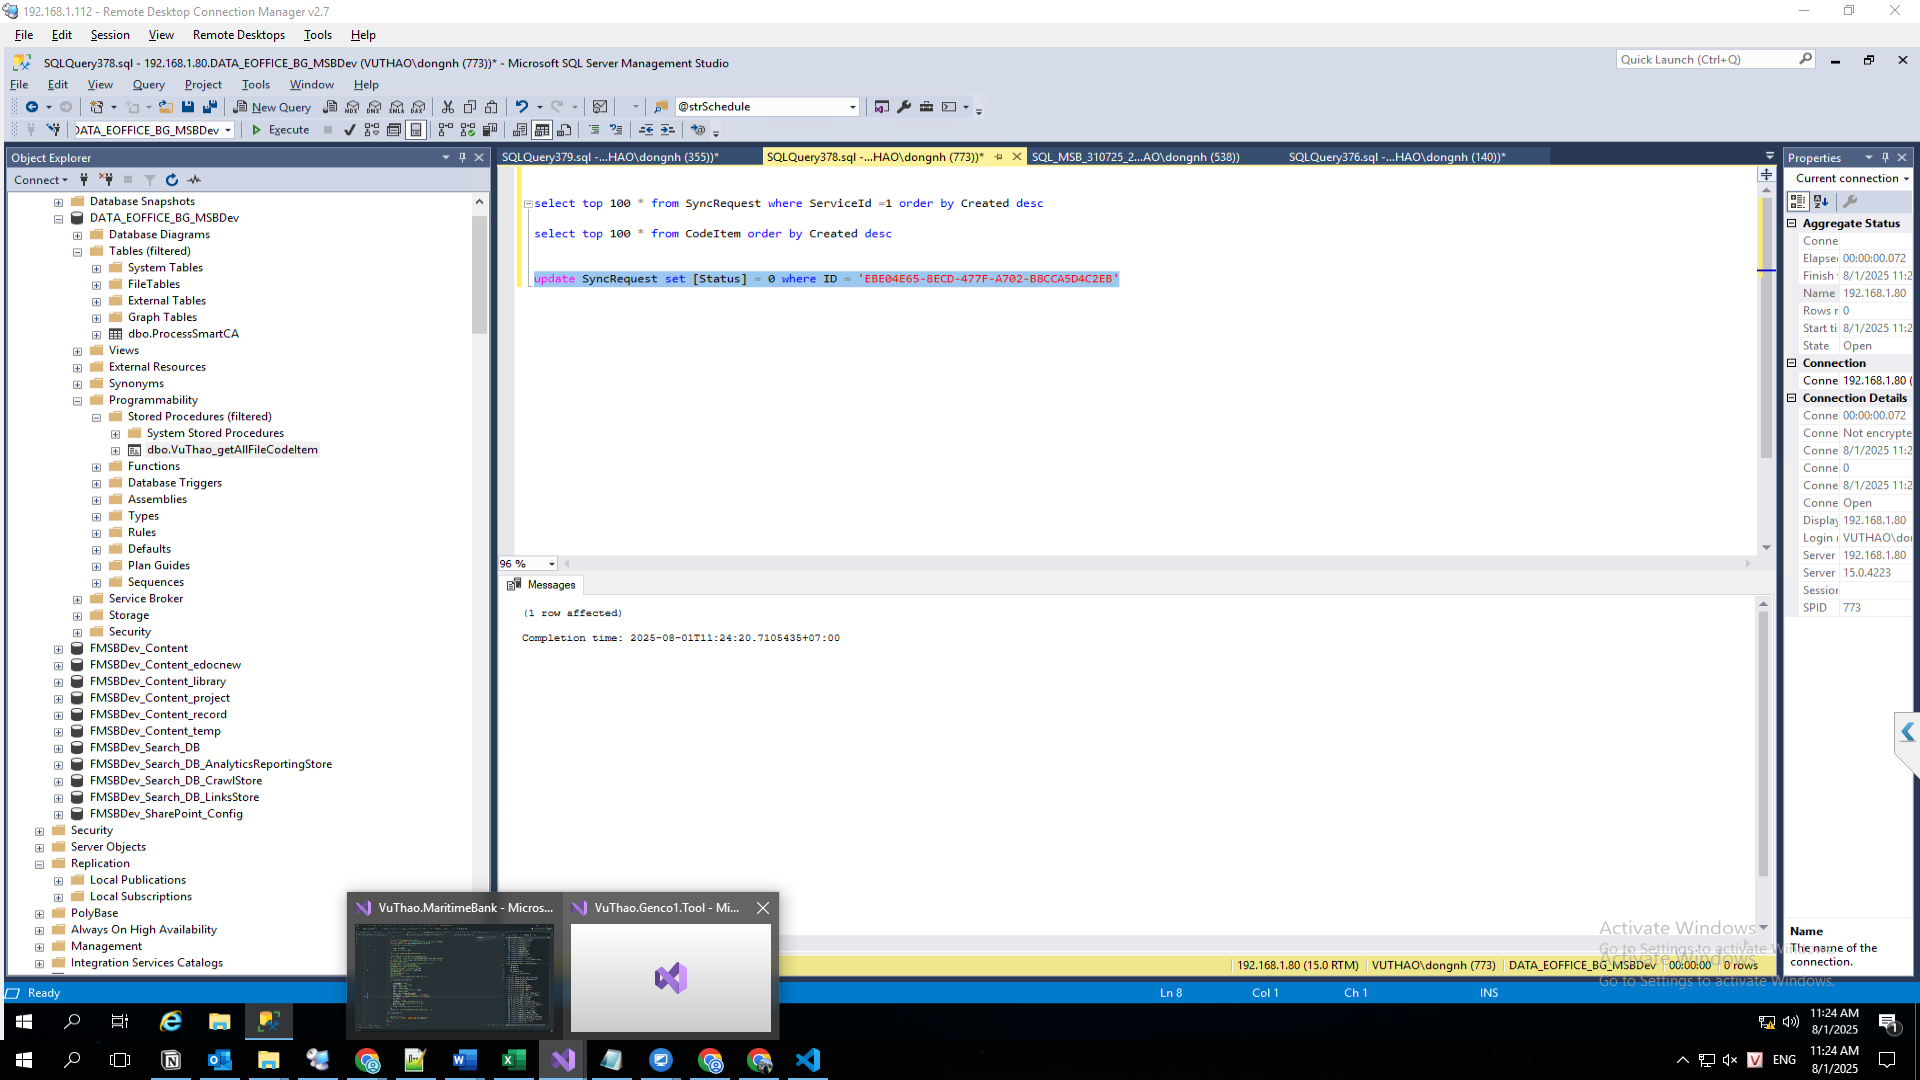 192.168.1.112 - Remote Desktop Connection Manager v2.7
File Edit Session View Remote Desktops Tools Help
SQLQuery378.sql - 192.168.1.80.DATA_EOFFICE_BG_MSBDev (VUTHAO\dongnh (773))* - Microsoft SQL Server Management Studio
Quick Launch (Ctrl+Q)
File Edit View Query Project Tools Window Help
New Query
@strSchedule
DATA_EOFFICE_BG_MSBDev
Execute
Object Explorer
Connect
Database Snapshots
DATA_EOFFICE_BG_MSBDev
Database Diagrams
Tables (filtered)
System Tables
FileTables
External Tables
Graph Tables
dbo.ProcessSmartCA
Views
External Resources
Synonyms
Programmability
Stored Procedures (filtered)
System Stored Procedures
dbo.VuThao_getAllFileCodeItem
Functions
Database Triggers
Assemblies
Types
Rules
Defaults
Plan Guides
Sequences
Service Broker
Storage
Security
FMSBDev_Content
FMSBDev_Content_edocnew
FMSBDev_Content_library
FMSBDev_Content_project
FMSBDev_Content_record
FMSBDev_Content_temp
FMSBDev_Search_DB
FMSBDev_Search_DB_AnalyticsReportingStore
FMSBDev_Search_DB_CrawlStore
FMSBDev_Search_DB_LinksStore
FMSBDev_SharePoint_Config
Security
Server Objects
Replication
Local Publications
Local Subscriptions
PolyBase
Always On High Availability
Management
Integration Services Catalogs
SQLQuery379.sql -...HAO\dongnh (355))*
SQLQuery378.sql -...HAO\dongnh (773))*
SQL_MSB_310725_2...AO\dongnh (538))
SQLQuery376.sql -...HAO\dongnh (140))*
select top 100 * from SyncRequest where ServiceId =1 order by Created desc
select top 100 * from CodeItem order by Created desc
update SyncRequest set [Status] = 0 where ID = 'EBE04E65-8ECD-477F-A702-B8CCA5D4C2EB'
96 %
Messages
(1 row affected)
Completion time: 2025-08-01T11:24:20.7105435+07:00
Properties
Current connection
Aggregate Status
Conne
Elapse 00:00:00.072
Finish 8/1/2025 11:2
Name 192.168.1.80
Rows r 0
Start ti 8/1/2025 11:2
State Open
Connection
Conne 192.168.1.80 (
Connection Details
Conne 00:00:00.072
Conne Not encrypte
Conne 8/1/2025 11:2
Conne 0
Conne 8/1/2025 11:2
Conne Open
Display 192.168.1.80
Login r VUTHAO\dor
Server 192.168.1.80
Server 15.0.4223
Session
SPID 773
Name
The name of the connection.
Activate Windows
Go to Settings to activate Windows.
Activate Windows
Go to Settings to activate Windows.
192.168.1.80 (15.0 RTM) VUTHAO\dongnh (773) DATA_EOFFICE_BG_MSBDev 00:00:00 0 rows
Ready
Ln 8 Col 1 Ch 1 INS
VuThao.MaritimeBank - Micros...
VuThao.Genco1.Tool - Mi...
11:24 AM
8/1/2025
1
ENG
11:24 AM
8/1/2025